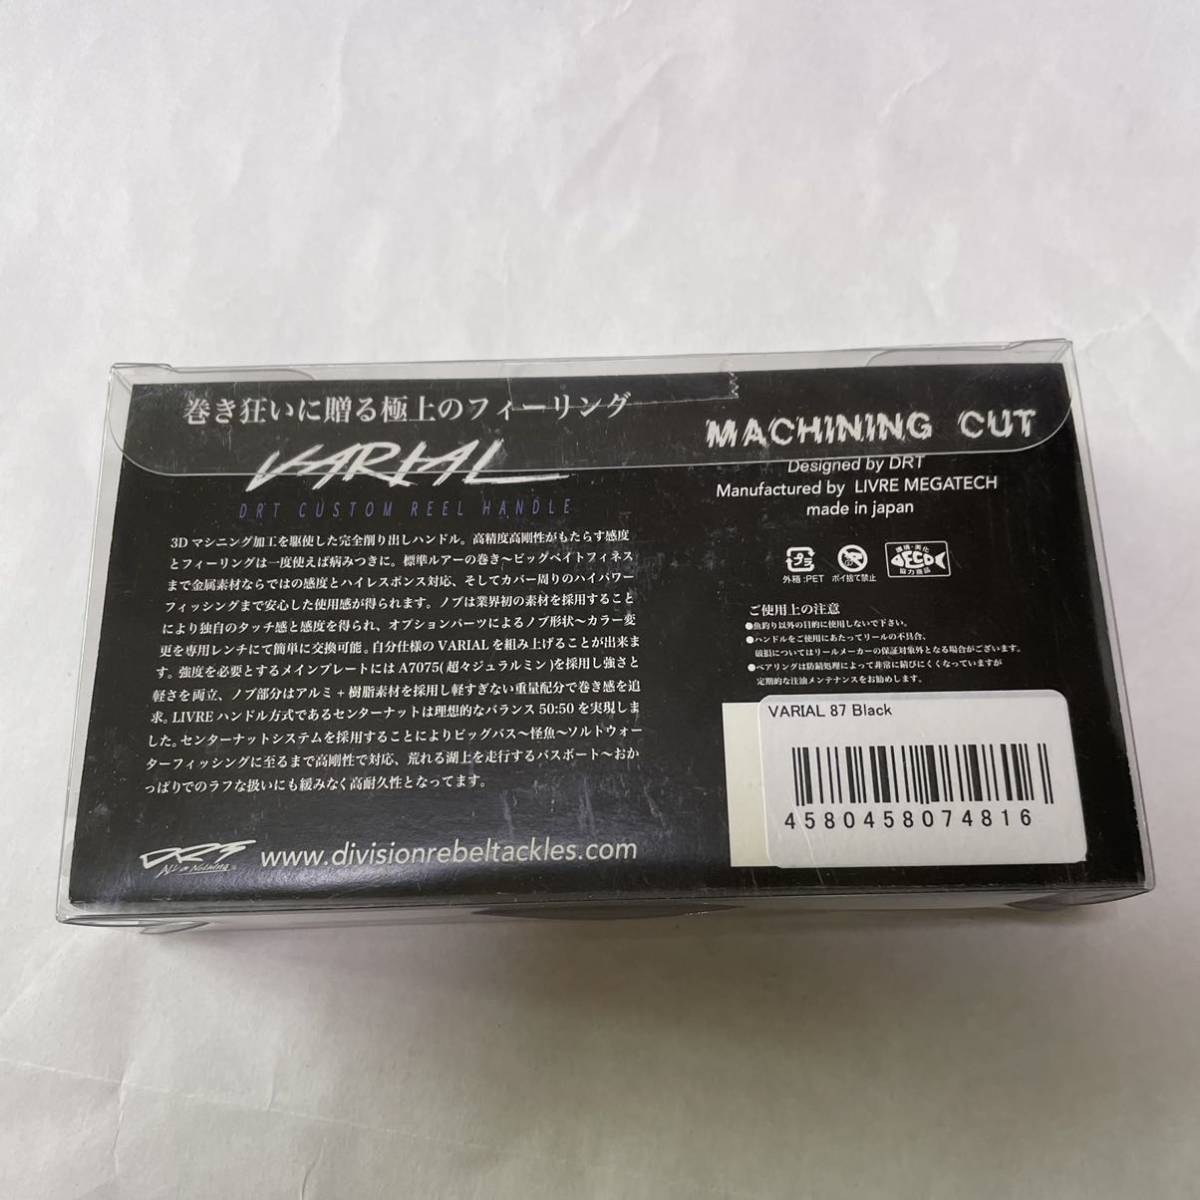 巻き狂いに贈る極上のフィーリング
VARIAL
DRT CUSTOM REEL HANDLE
3Dマシニング加工を駆使した完全削り出しハンドル。高精度高剛性がもたらす感度
とフィーリングは一度使えば病みつきに。標準ルアーの巻き〜ビッグベイトフィネス
まで金属素材ならではの感度とハイレスポンス対応、そしてカバー周りのハイパワー
フィッシングまで安心した使用感が得られます。ノブは業界初の素材を採用すること
により独自のタッチ感と感度を得られ、オプションパーツによるノブ形状〜カラー変
更を専用レンチにて簡単に交換可能。自分仕様のVARIALを組み上げることが出来ま
す。強度を必要とするメインプレートにはA7075(超々ジュラルミン)を採用し強さと
軽さを両立、ノブ部分はアルミ+樹脂素材を採用し軽すぎない重量配分で巻き感を追
求。LIVREハンドル方式であるセンターナットは理想的なバランス50:50を実現しま
した。センターナットシステムを採用することによりビッグバス〜怪魚〜ソルトウォー
ターフィッシングに至るまで高剛性で対応、荒れる湖上を走行するバスボート〜おか
っぱりでのラフな扱いにも緩みなく高耐久性となってます。
DRT
All or Nothing
www.divisionrebeltackles.com
MACHINING CUT
Designed by DRT
Manufactured by LIVRE MEGATECH
made in japan
プラ
外箱:PET
ポイ捨て禁止
環境・美化
ECO
協力商品
ご使用上の注意
●魚釣り以外の目的に使用しないで下さい。
●ハンドルをご使用にあたってリールの不具合、
破損についてはリールメーカーの保証対象外となる場合がございます。
●ベアリングは防錆処理によって非常に錆びにくくなっていますが
定期的な注油メンテナンスをお勧めします。
VARIAL 87 Black
4580458074816